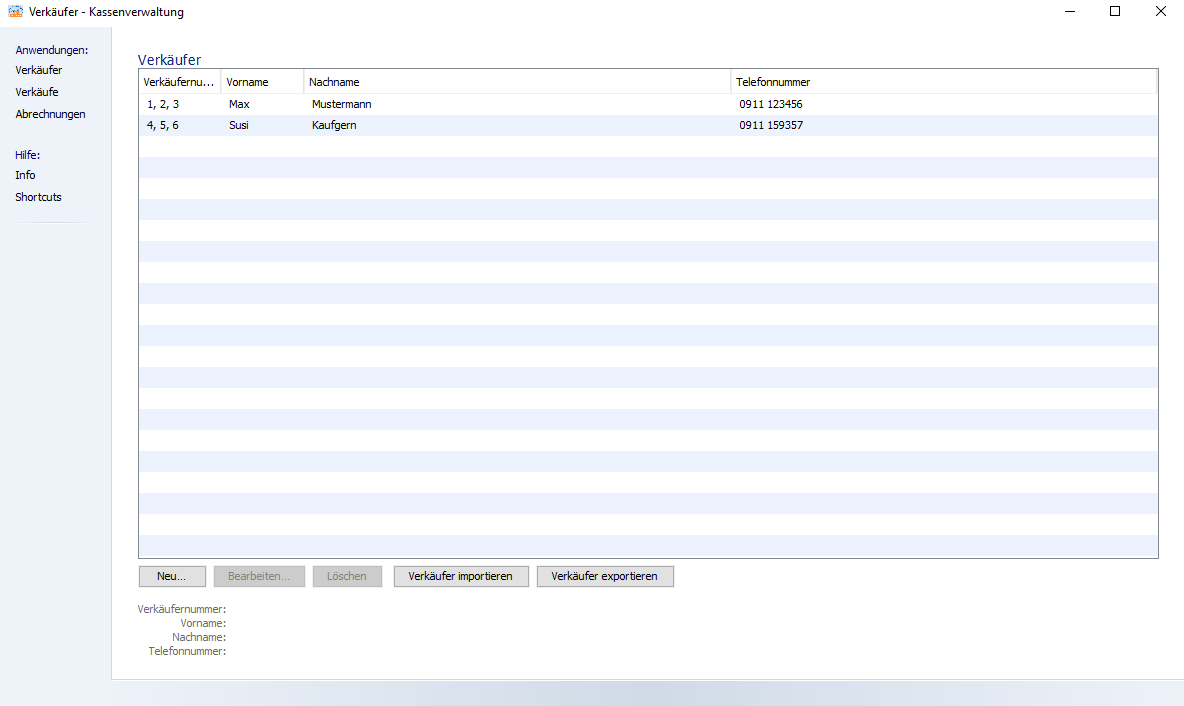 Verkäufer - Kassenverwaltung
Anwendungen:
Verkäufer
Verkäufe
Abrechnungen
Hilfe:
Info
Shortcuts
Verkäufer
Verkäufernu... Vorname Nachname Telefonnummer
1, 2, 3 Max Mustermann 0911 123456
4, 5, 6 Susi Kaufgern 0911 159357
Neu... Bearbeiten... Löschen Verkäufer importieren Verkäufer exportieren
Verkäufernummer:
Vorname:
Nachname:
Telefonnummer: